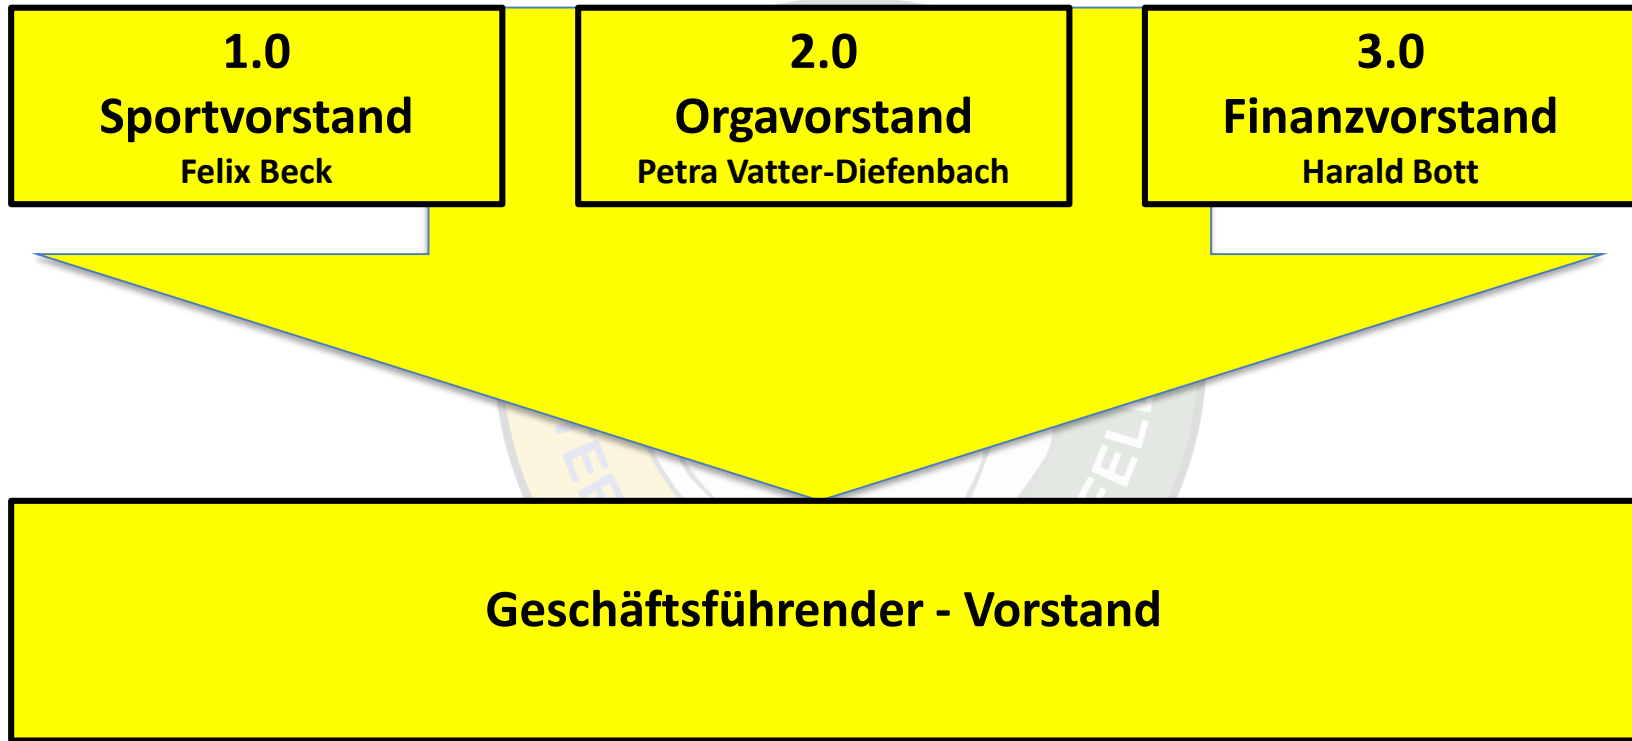 1.0
Sportvorstand
Felix Beck
2.0
Orgavorstand
Petra Vatter-Diefenbach
3.0
Finanzvorstand
Harald Bott
Geschäftsführender - Vorstand